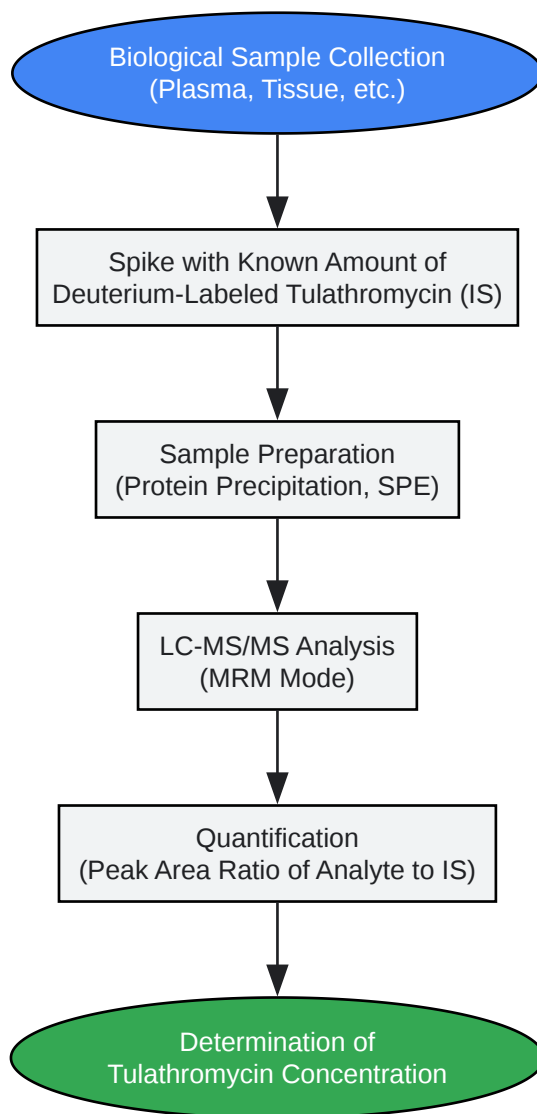 Biological Sample Collection
(Plasma, Tissue, etc.)
Spike with Known Amount of
Deuterium-Labeled Tulathromycin (IS)
Sample Preparation
(Protein Precipitation, SPE)
LC-MS/MS Analysis
(MRM Mode)
Quantification
(Peak Area Ratio of Analyte to IS)
Determination of
Tulathromycin Concentration